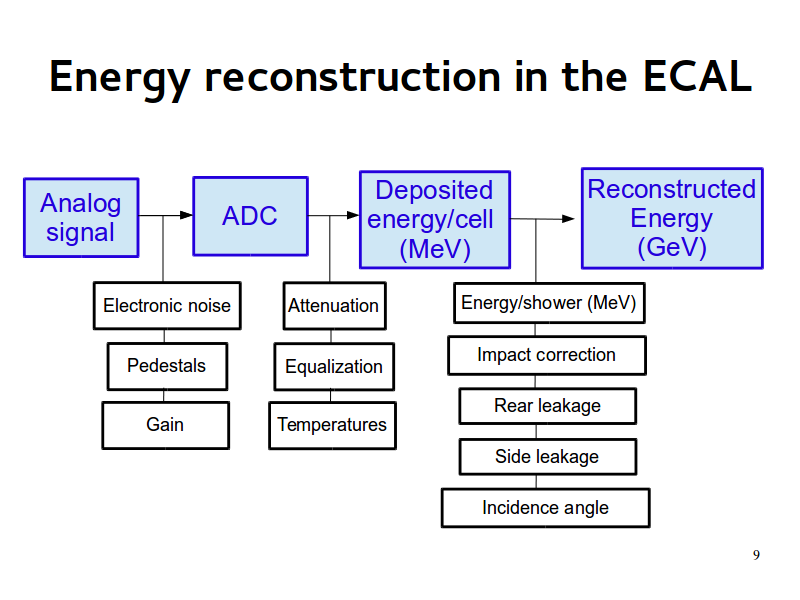 Energy reconstruction in the ECAL
Analog
signal
ADC
Deposited
energy/cell
(MeV)
Reconstructed
Energy
(GeV)
Electronic noise
Pedestals
Gain
Attenuation
Equalization
Temperatures
Energy/shower (MeV)
Impact correction
Rear leakage
Side leakage
Incidence angle
9